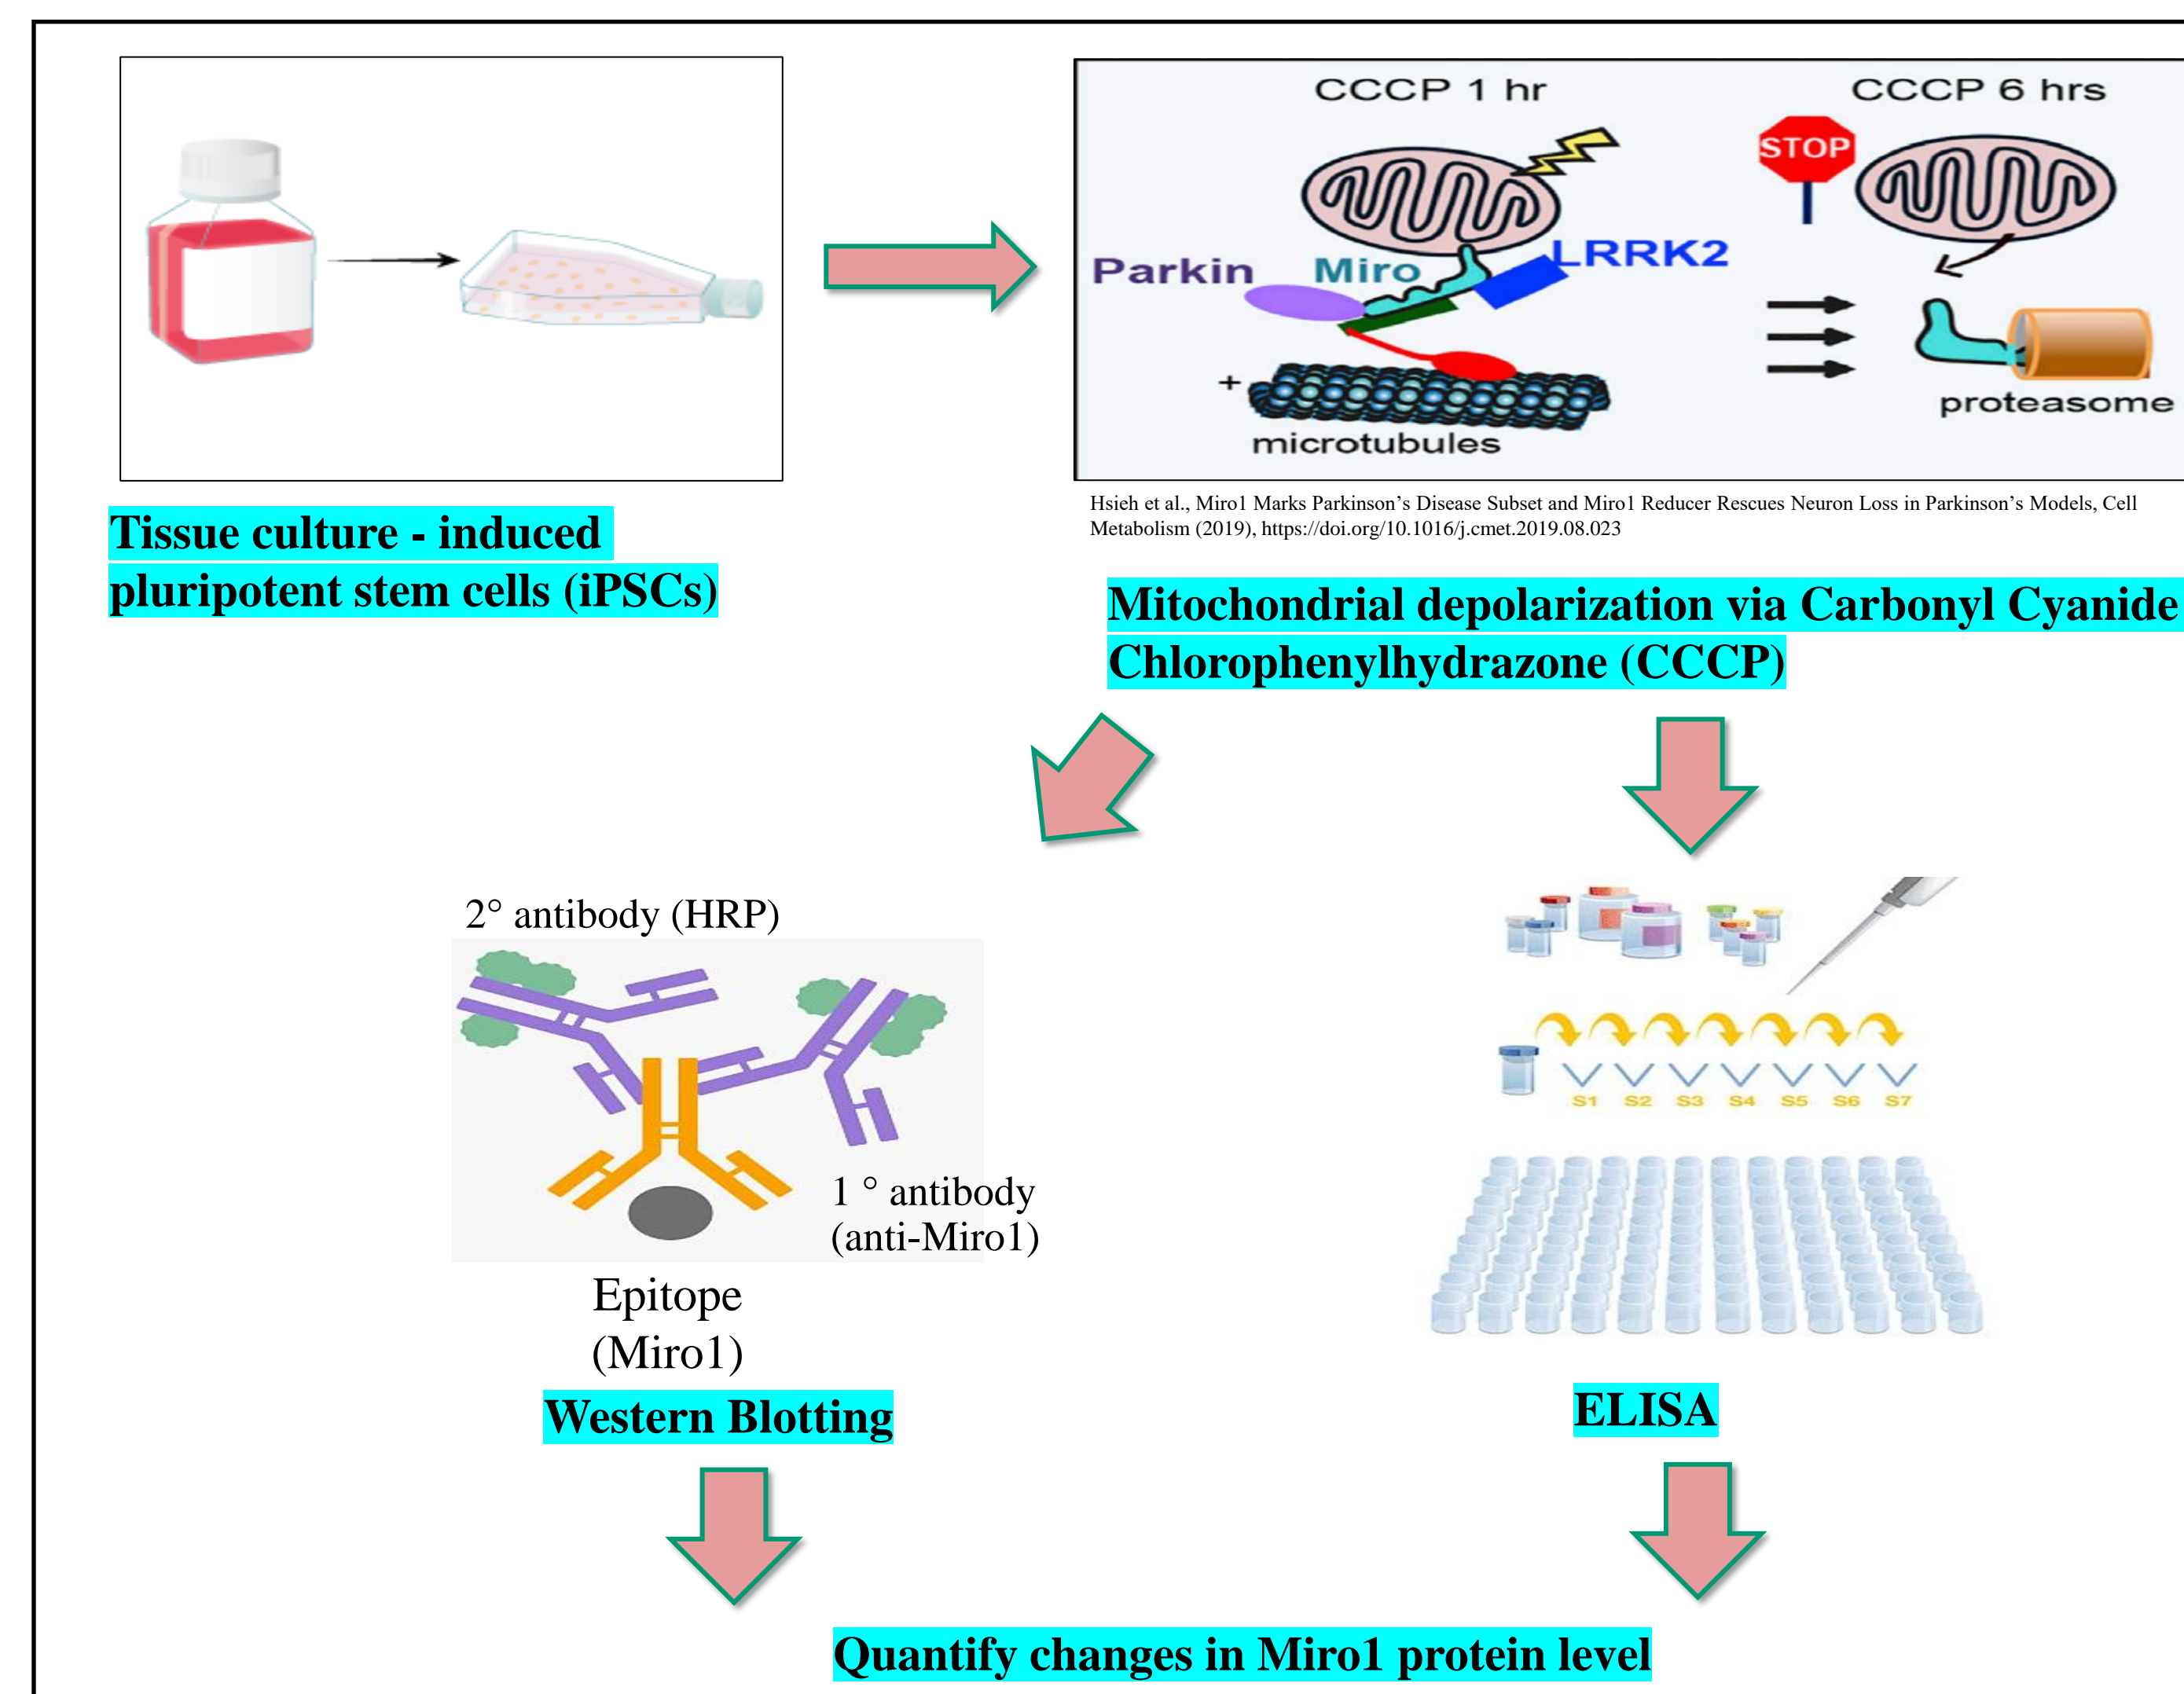 CCCP 1 hr
CCCP 6 hrs
STOP
Parkin
Miro
LRRK2
+
microtubules
proteasome
Hsieh et al., Miro1 Marks Parkinson’s Disease Subset and Miro1 Reducer Rescues Neuron Loss in Parkinson’s Models, Cell
Metabolism (2019), https://doi.org/10.1016/j.cmet.2019.08.023
Tissue culture - induced
pluripotent stem cells (iPSCs)
Mitochondrial depolarization via Carbonyl Cyanide
Chlorophenylhydrazone (CCCP)
2° antibody (HRP)
1 ° antibody
(anti-Miro1)
Epitope
(Miro1)
Western Blotting
S1 S2 S3 S4 S5 S6 S7
ELISA
Quantify changes in Miro1 protein level